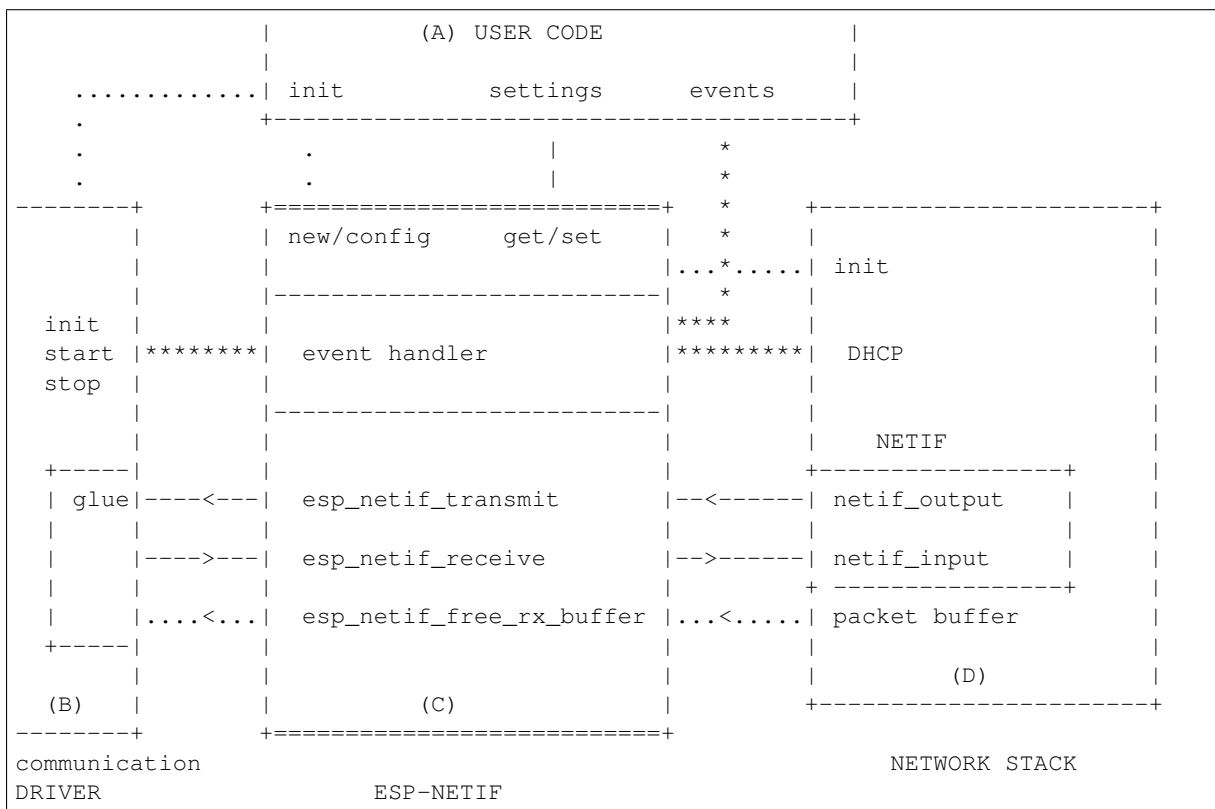 (A) USER CODE
init settings events
new/config get/set
init
init
start event handler DHCP
stop
NETIF
glue esp_netif_transmit netif_output
esp_netif_receive netif_input
esp_netif_free_rx_buffer packet buffer
(D)
(B) (C)
communication NETWORK STACK
DRIVER ESP-NETIF